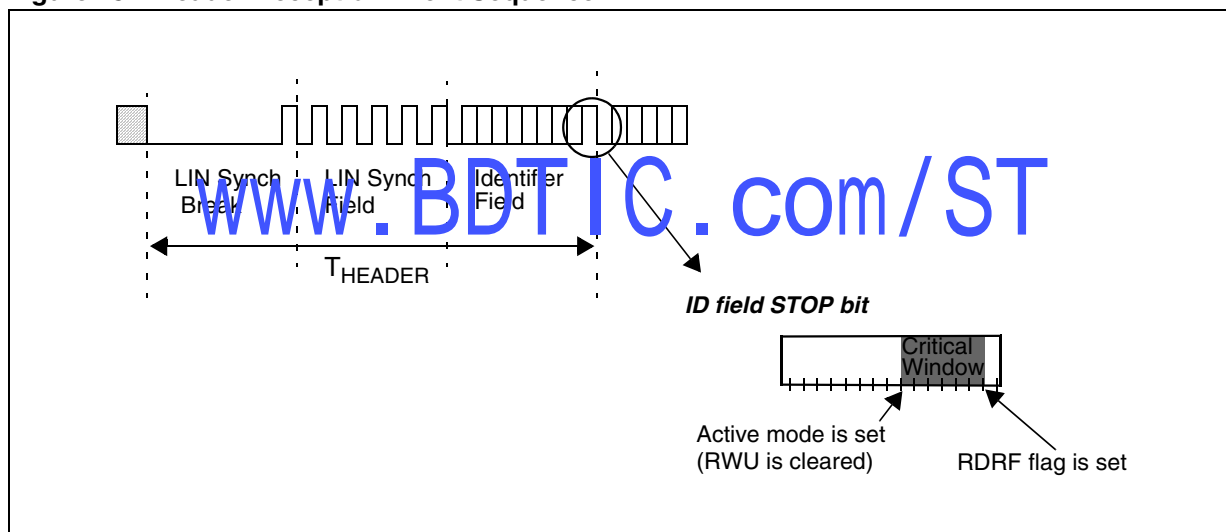 LIN Synch
Break
LIN Synch
Field
Identifier
Field
www.BDTIC.com/ST
THEADER
ID field STOP bit
Critical
Window
Active mode is set
(RWU is cleared)
RDRF flag is set